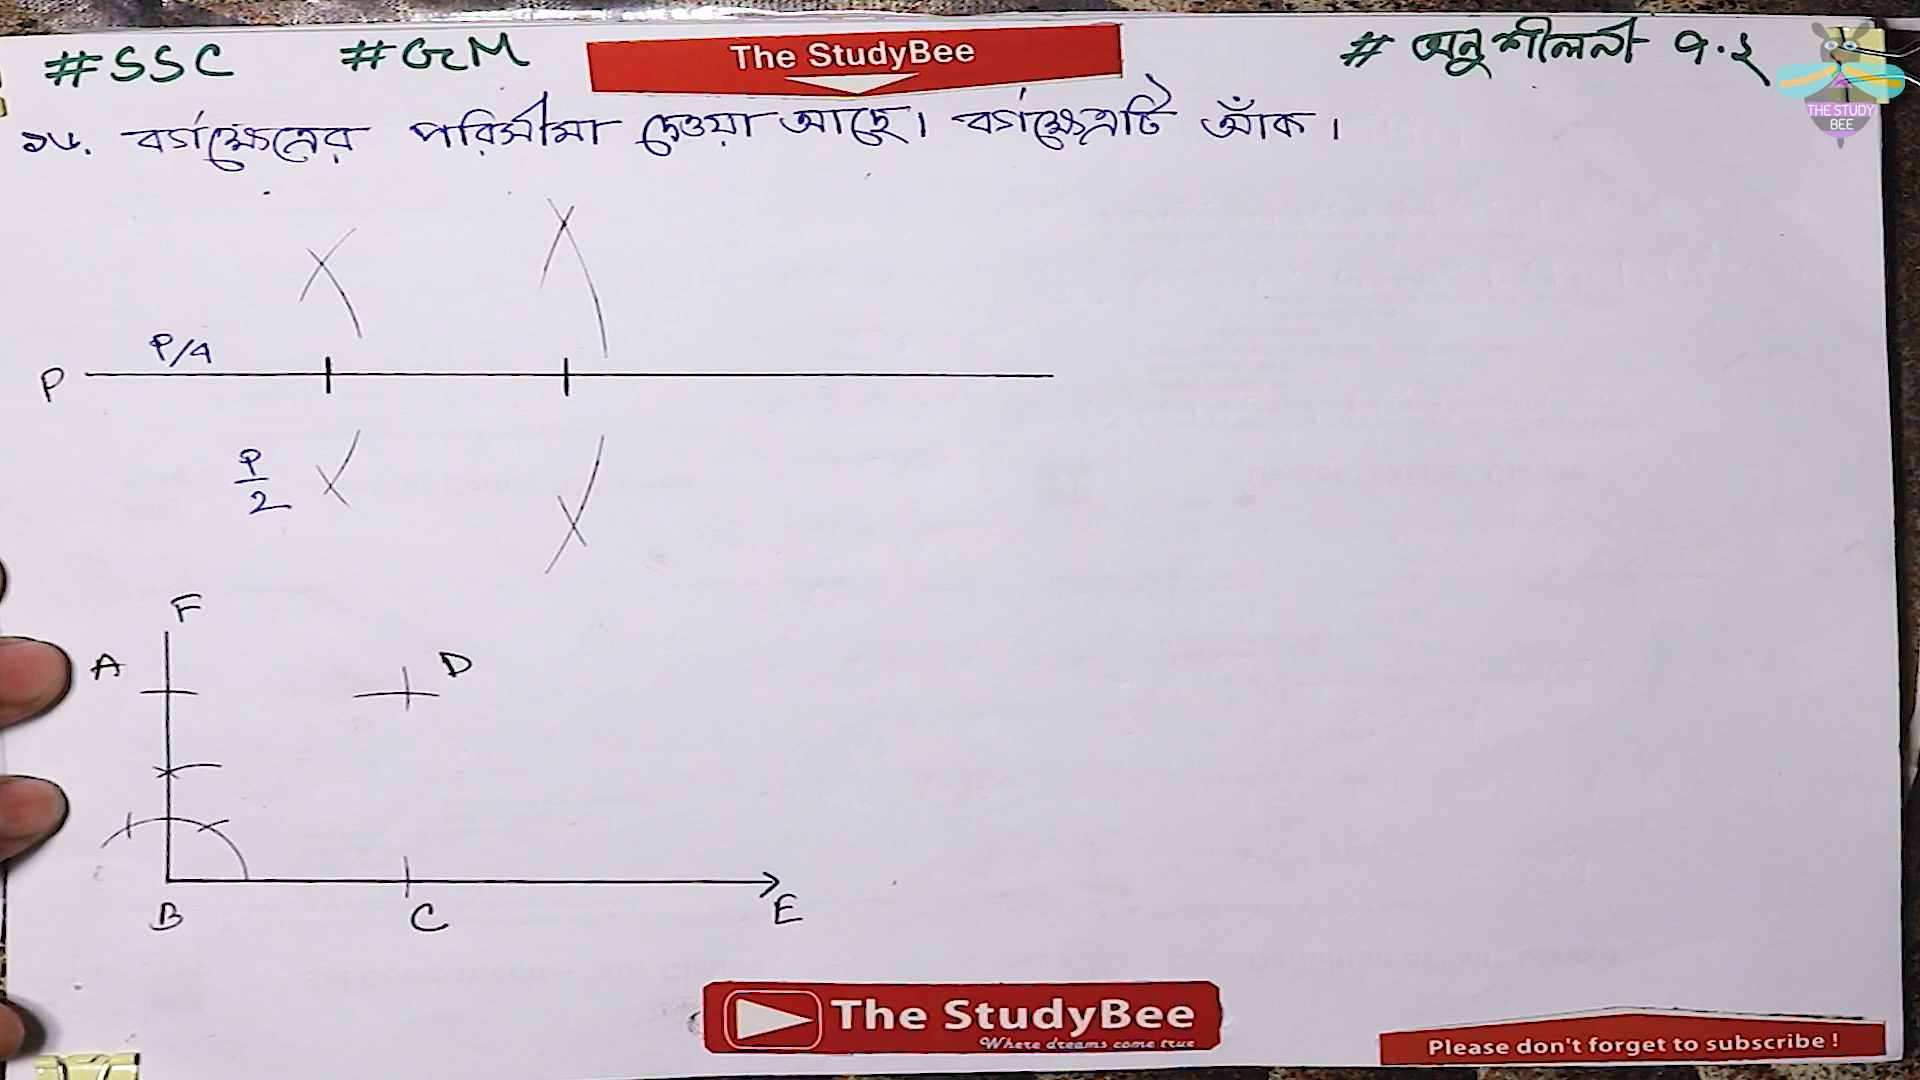 #SSC #GM The StudyBee # অনুশীলনী ৭.২
THE STUDY
BEE
১৬. বর্গক্ষেত্রের পরিসীমা দেওয়া আছে। বর্গক্ষেত্রটি আঁক।
P/4
P
P
2
F
A D
B C E
The StudyBee
Where dreams come true
Please don't forget to subscribe !